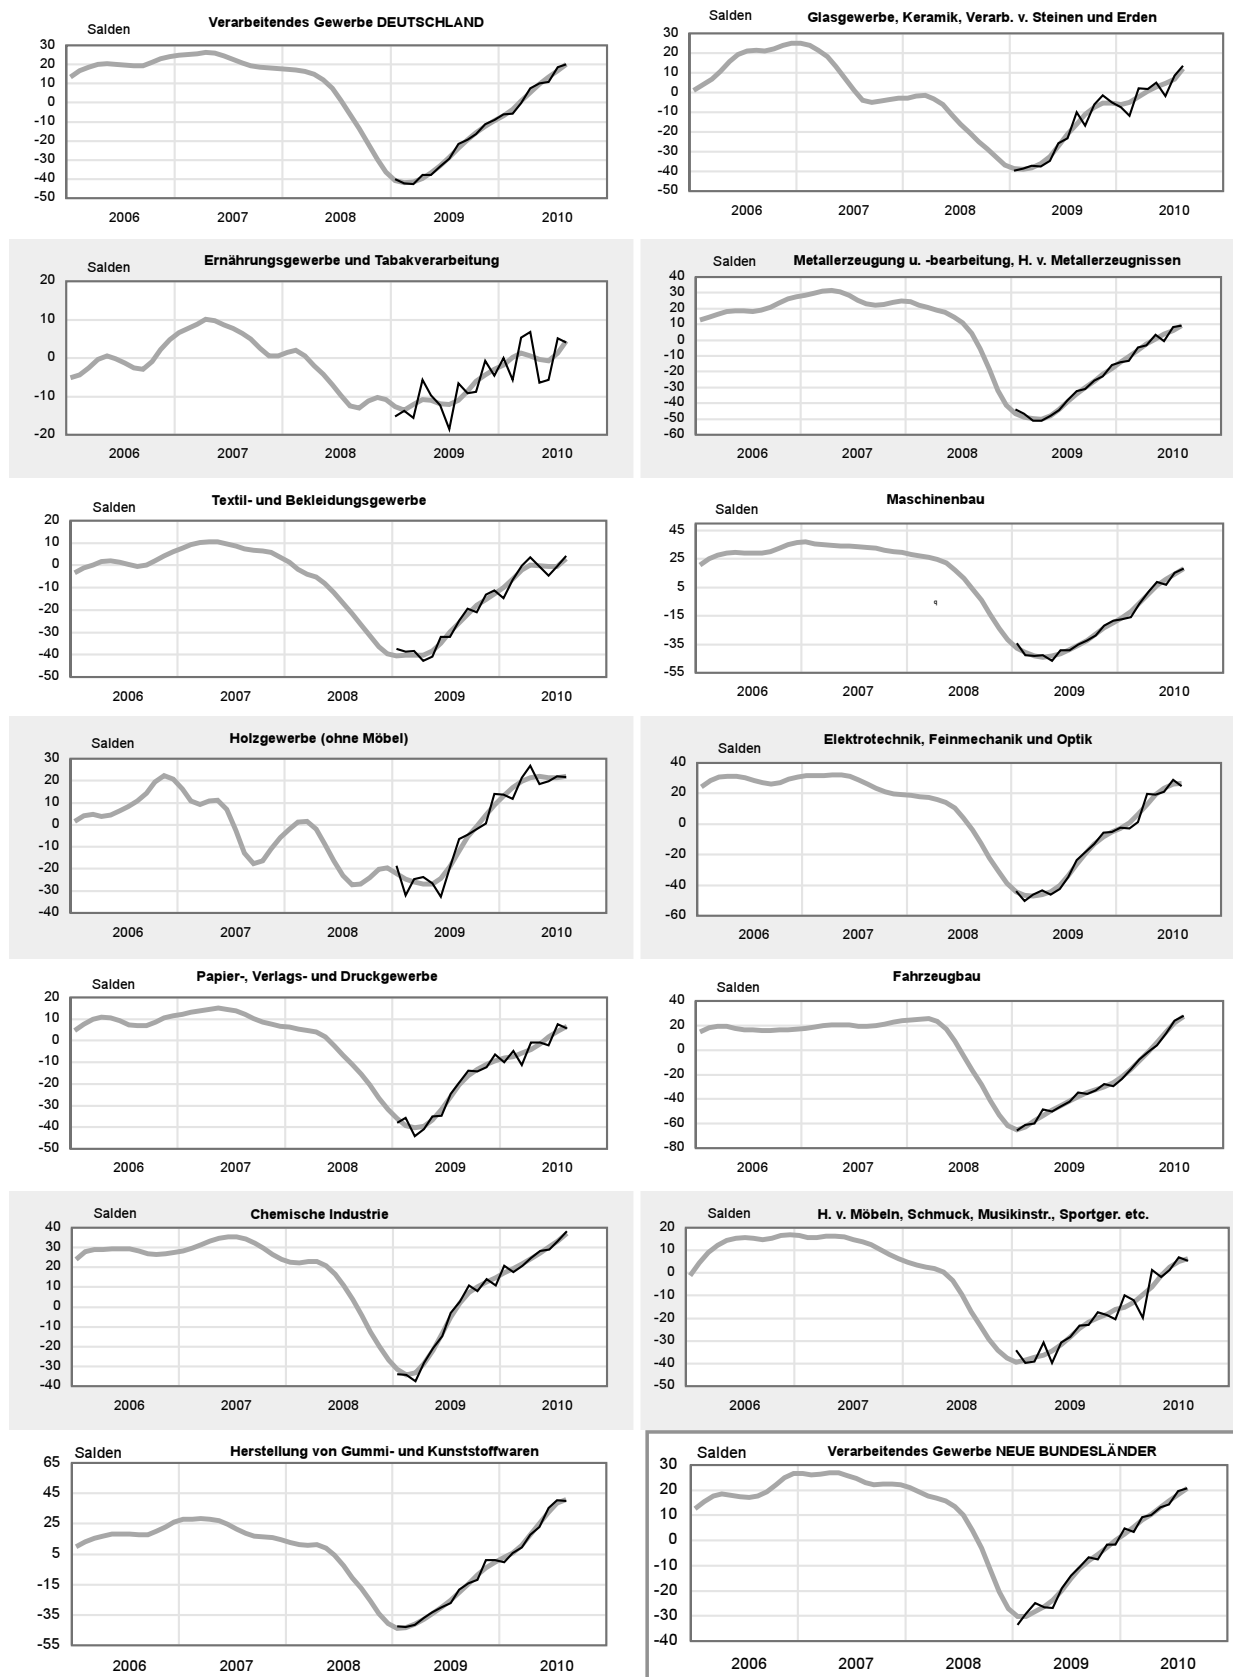 Verarbeitendes Gewerbe DEUTSCHLAND
Salden
30
20
10
0
-10
-20
-30
-40
-50
2006 2007 2008 2009 2010
Glasgewerbe, Keramik, Verarb. v. Steinen und Erden
Salden
30
20
10
0
-10
-20
-30
-40
-50
2006 2007 2008 2009 2010
Ernährungsgewerbe und Tabakverarbeitung
Salden
20
10
0
-10
-20
2006 2007 2008 2009 2010
Metallerzeugung u. -bearbeitung, H. v. Metallerzeugnissen
Salden
40
30
20
10
0
-10
-20
-30
-40
-50
-60
2006 2007 2008 2009 2010
Textil- und Bekleidungsgewerbe
Salden
20
10
0
-10
-20
-30
-40
-50
2006 2007 2008 2009 2010
Maschinenbau
Salden
45
25
5
-15
-35
-55
q
2006 2007 2008 2009 2010
Holzgewerbe (ohne Möbel)
Salden
30
20
10
0
-10
-20
-30
-40
2006 2007 2008 2009 2010
Elektrotechnik, Feinmechanik und Optik
Salden
40
20
0
-20
-40
-60
2006 2007 2008 2009 2010
Papier-, Verlags- und Druckgewerbe
Salden
20
10
0
-10
-20
-30
-40
-50
2006 2007 2008 2009 2010
Fahrzeugbau
Salden
40
20
0
-20
-40
-60
-80
2006 2007 2008 2009 2010
Chemische Industrie
Salden
40
30
20
10
0
-10
-20
-30
-40
2006 2007 2008 2009 2010
H. v. Möbeln, Schmuck, Musikinstr., Sportger. etc.
Salden
20
10
0
-10
-20
-30
-40
-50
2006 2007 2008 2009 2010
Herstellung von Gummi- und Kunststoffwaren
Salden
65
45
25
5
-15
-35
-55
2006 2007 2008 2009 2010
Verarbeitendes Gewerbe NEUE BUNDESLÄNDER
Salden
30
20
10
0
-10
-20
-30
-40
2006 2007 2008 2009 2010